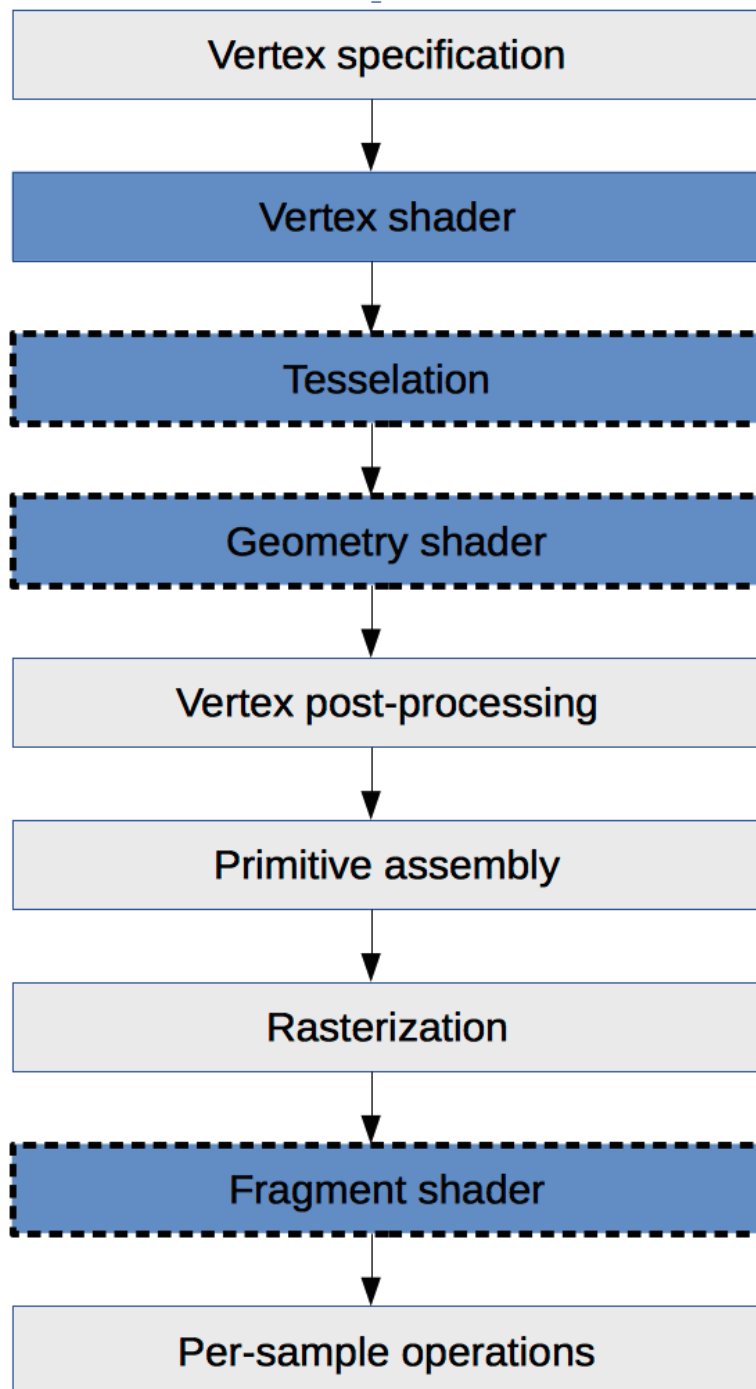 Vertex specification
Vertex shader
Tesselation
Geometry shader
Vertex post-processing
Primitive assembly
Rasterization
Fragment shader
Per-sample operations